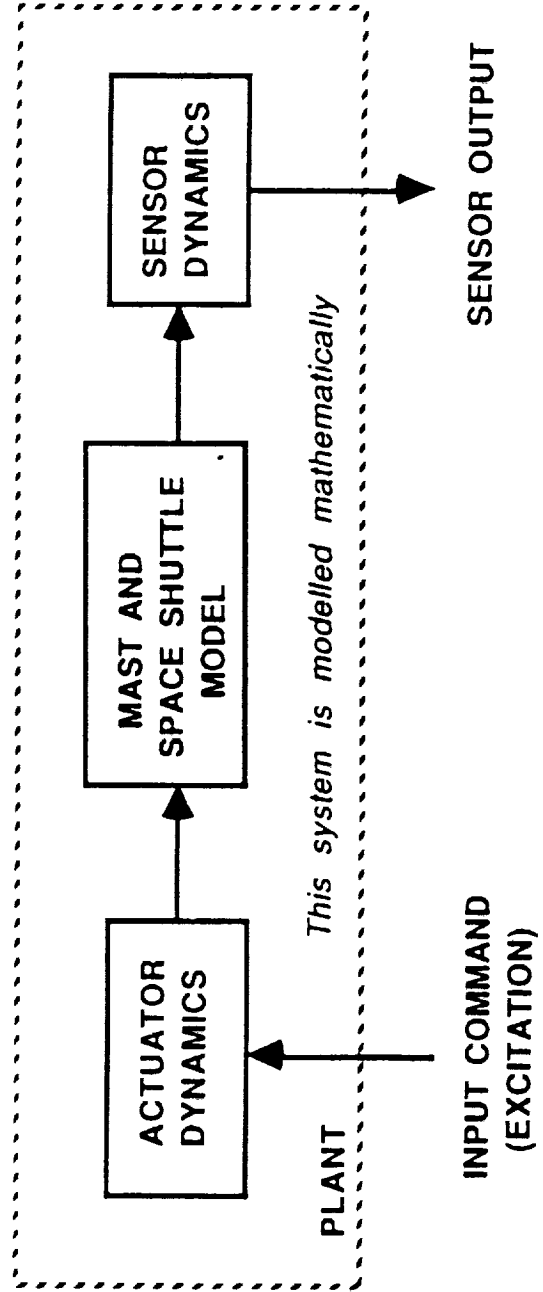 ACTUATOR
DYNAMICS
MAST AND
SPACE SHUTTLE
MODEL
SENSOR
DYNAMICS
This system is modelled mathematically
PLANT
INPUT COMMAND
(EXCITATION)
SENSOR OUTPUT